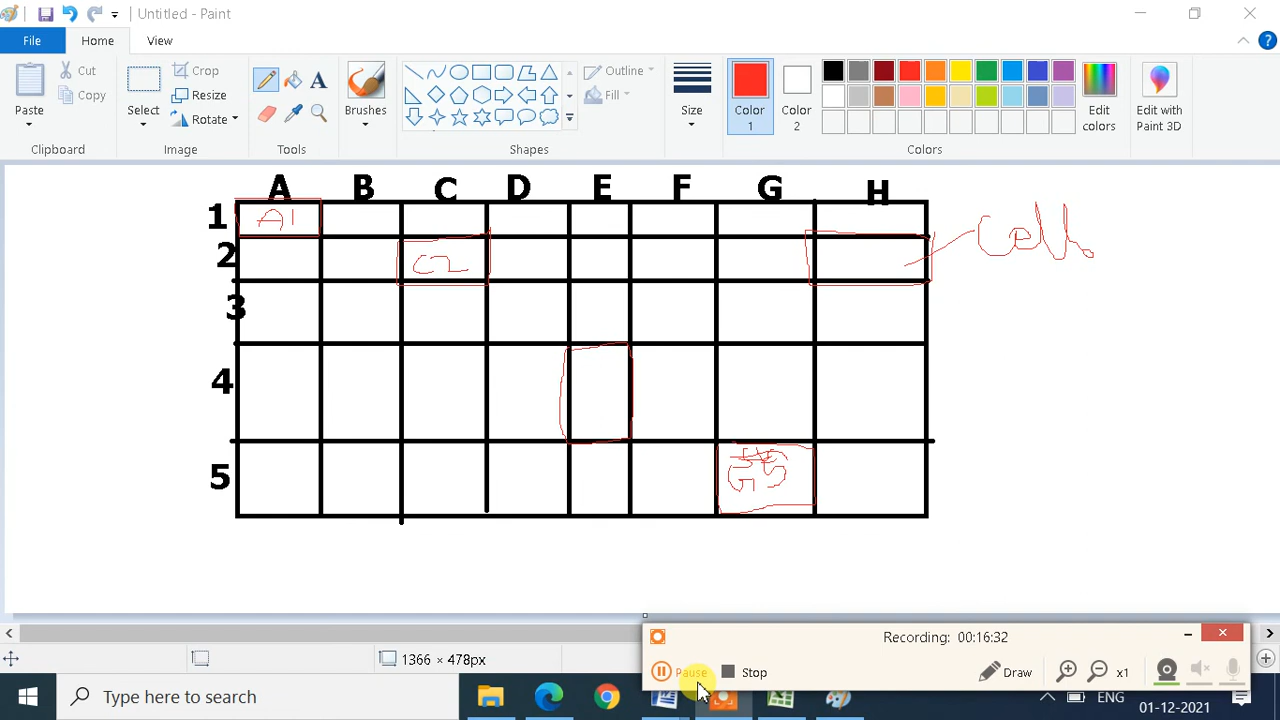 Untitled - Paint
File
Home
View
Paste
Cut
Copy
Clipboard
Select
Crop
Resize
Rotate
Image
Tools
Brushes
Outline
Fill
Shapes
Size
Color
1
Color
2
Colors
Edit
colors
Edit with
Paint 3D
A B C D E F G H
1 A1
2 C2
Cell
3
4
5
Recording: 00:16:32
Pause
Stop
Draw
x1
1366 × 478px
Type here to search
ENG
01-12-2021